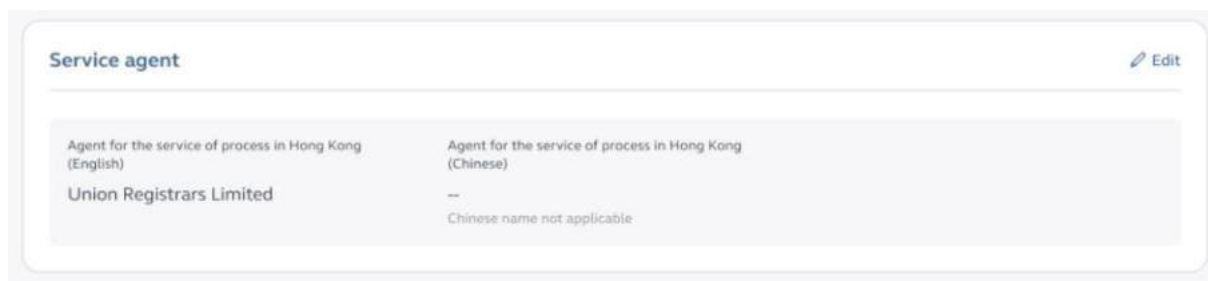 Service agent
Edit
Agent for the service of process in Hong Kong
(English)
Union Registrars Limited
Agent for the service of process in Hong Kong
(Chinese)
--
Chinese name not applicable